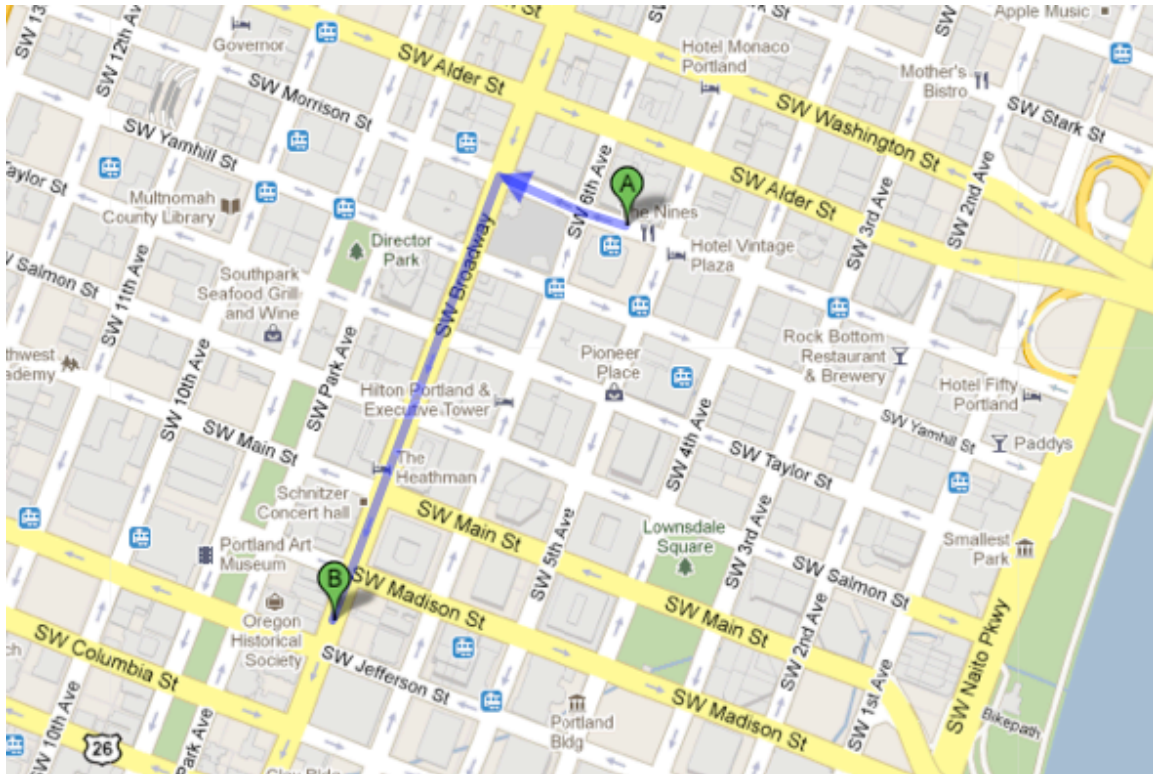 SW 13
SW 12th Ave
Governor
SW Morrison St
SW Alder St
Hotel Monaco
Portland
Apple Music
Mother's
Bistro
SW Stark St
SW Washington St
SW Yamhill St
Taylor St
Multnomah
County Library
SW 6th Ave
A
ne Nines
SW Alder St
SW 3rd Ave
SW 2nd Ave
Director
Park
SW Broadway
Hotel Vintage
Plaza
SW Salmon St
SW 11th Ave
Southpark
Seafood Grill
and Wine
thwest
cademy
SW 10th Ave
SW Park Ave
Pioneer
Place
Rock Bottom
Restaurant
& Brewery
Hilton Portland &
Executive Tower
Hotel Fifty
Portland
SW Main St
SW 4th Ave
SW Taylor St
SW Yamhill St
Paddys
The
Heathman
Schnitzer
Concert hall
SW Main St
Lownsdale
Square
SW 5th Ave
SW 3rd Ave
Portland Art
Museum
Smallest
Park
SW Salmon St
B
SW Madison St
Oregon
Historical
Society
SW Main St
SW 2nd Ave
SW 1st Ave
SW Naito Pkwy
SW Columbia St
SW Jefferson St
ch
SW 10th Ave
Park Ave
Portland
Bldg
SW Madison St
Bikepath
26